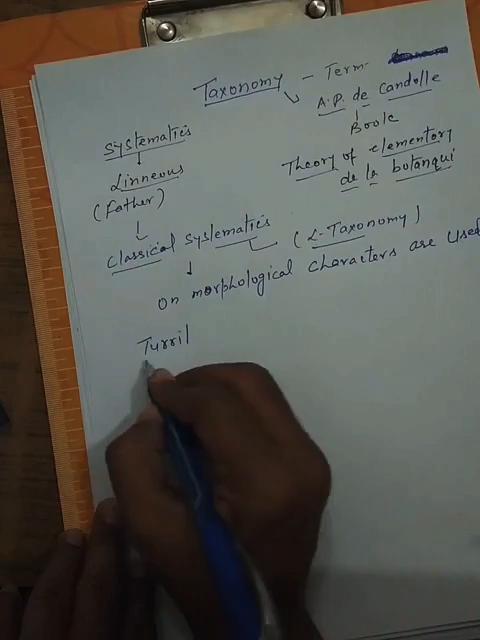 Taxonomy - Term
A.P. de Candolle
Book
Theory of elementory
de la botanqui
Systematics
Linneous
(Father)
Classical Systematics (α-Taxonomy)
on morphological characters are used
Turril